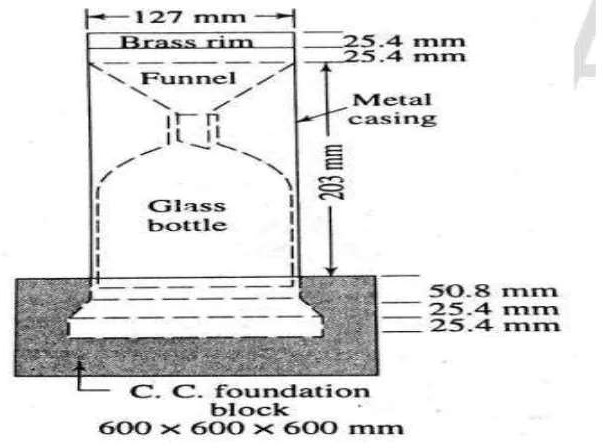 127 mm
Brass rim
25.4 mm
25.4 mm
Funnel
Metal
casing
203 mm
Glass
bottle
50.8 mm
25.4 mm
25.4 mm
C. C. foundation
block
600 × 600 × 600 mm